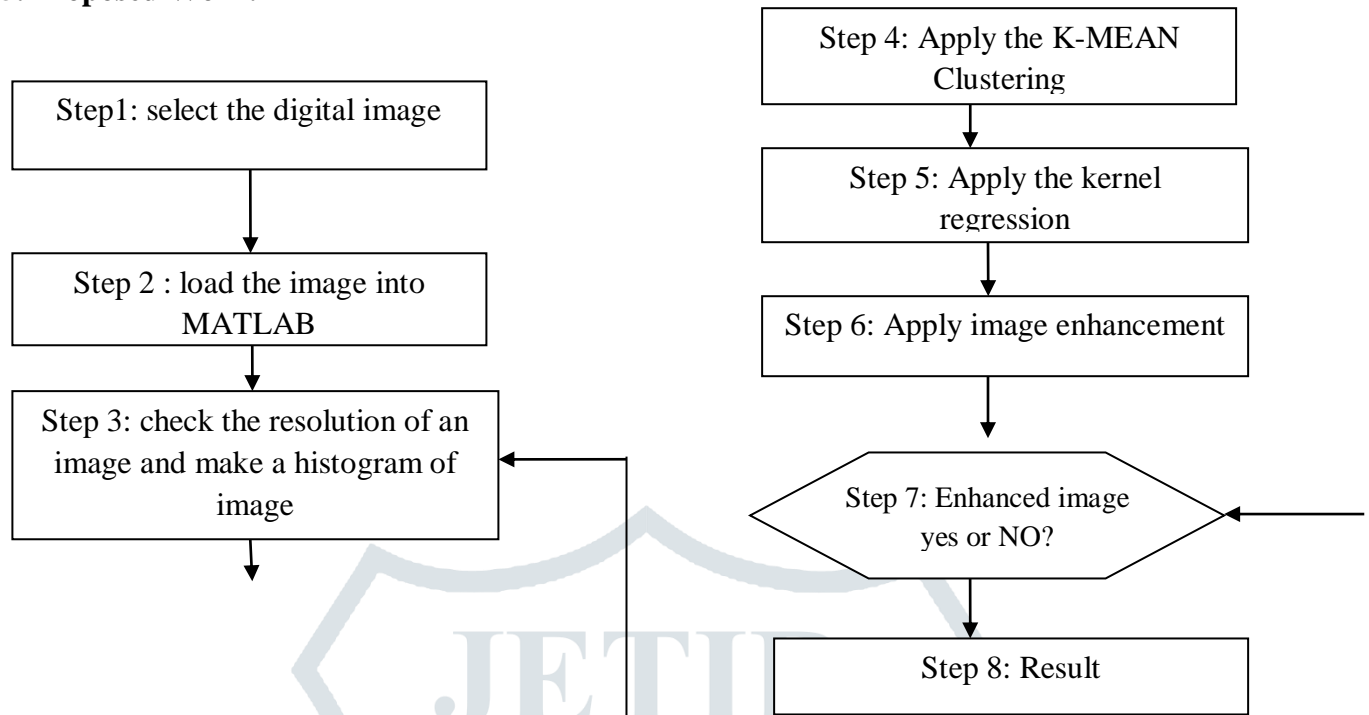 Step1: select the digital image
Step 2 : load the image into
MATLAB
Step 3: check the resolution of an
image and make a histogram of
image
Step 4: Apply the K-MEAN
Clustering
Step 5: Apply the kernel
regression
Step 6: Apply image enhancement
Step 7: Enhanced image
yes or NO?
Step 8: Result